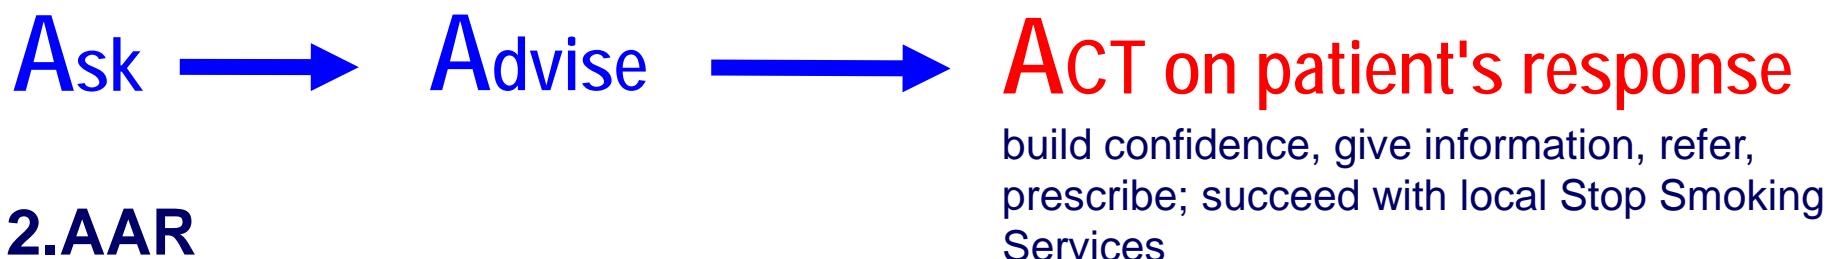 Ask Advise ACT on patient's response
build confidence, give information, refer,
prescribe; succeed with local Stop Smoking
Services
2.AAR